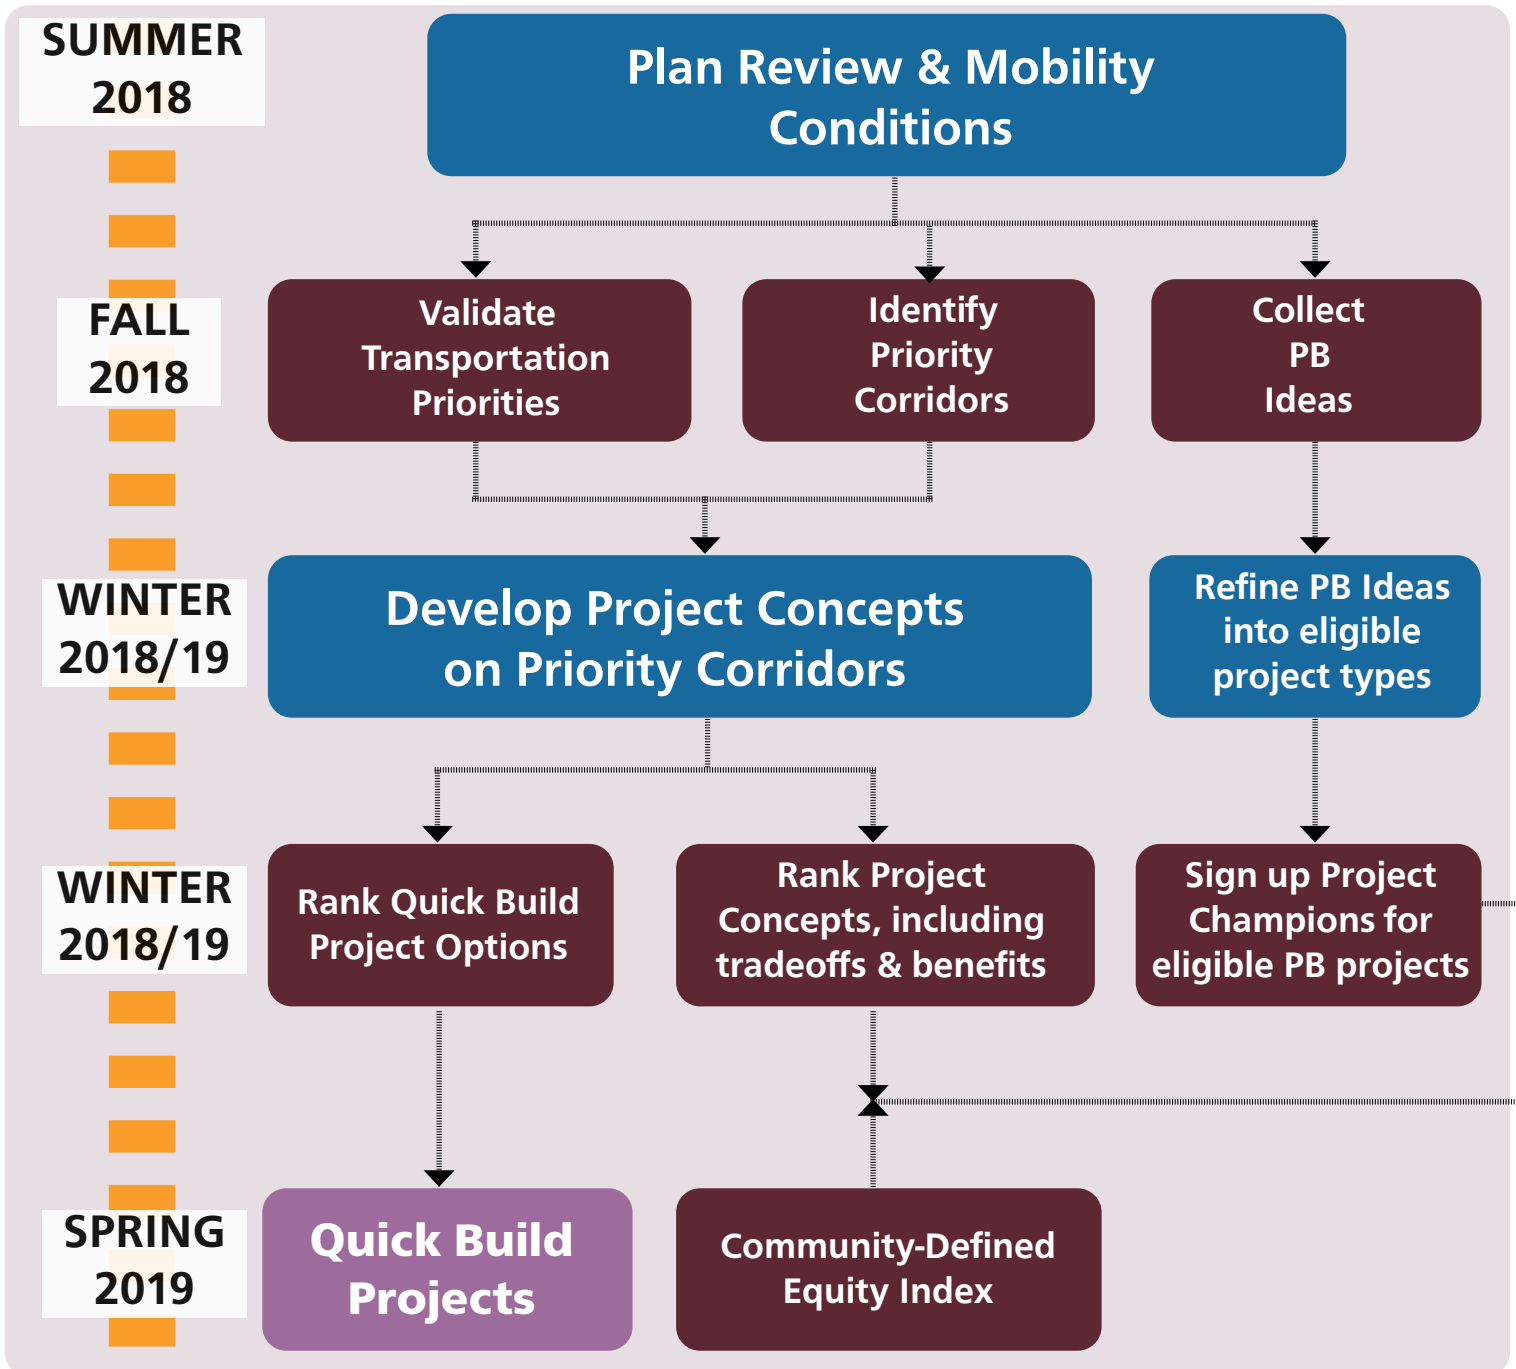 SUMMER
2018
Plan Review & Mobility
Conditions
FALL
2018
Validate
Transportation
Priorities
Identify
Priority
Corridors
Collect
PB
Ideas
WINTER
2018/19
Develop Project Concepts
on Priority Corridors
Refine PB Ideas
into eligible
project types
WINTER
2018/19
Rank Quick Build
Project Options
Rank Project
Concepts, including
tradeoffs & benefits
Sign up Project
Champions for
eligible PB projects
SPRING
2019
Quick Build
Projects
Community-Defined
Equity Index